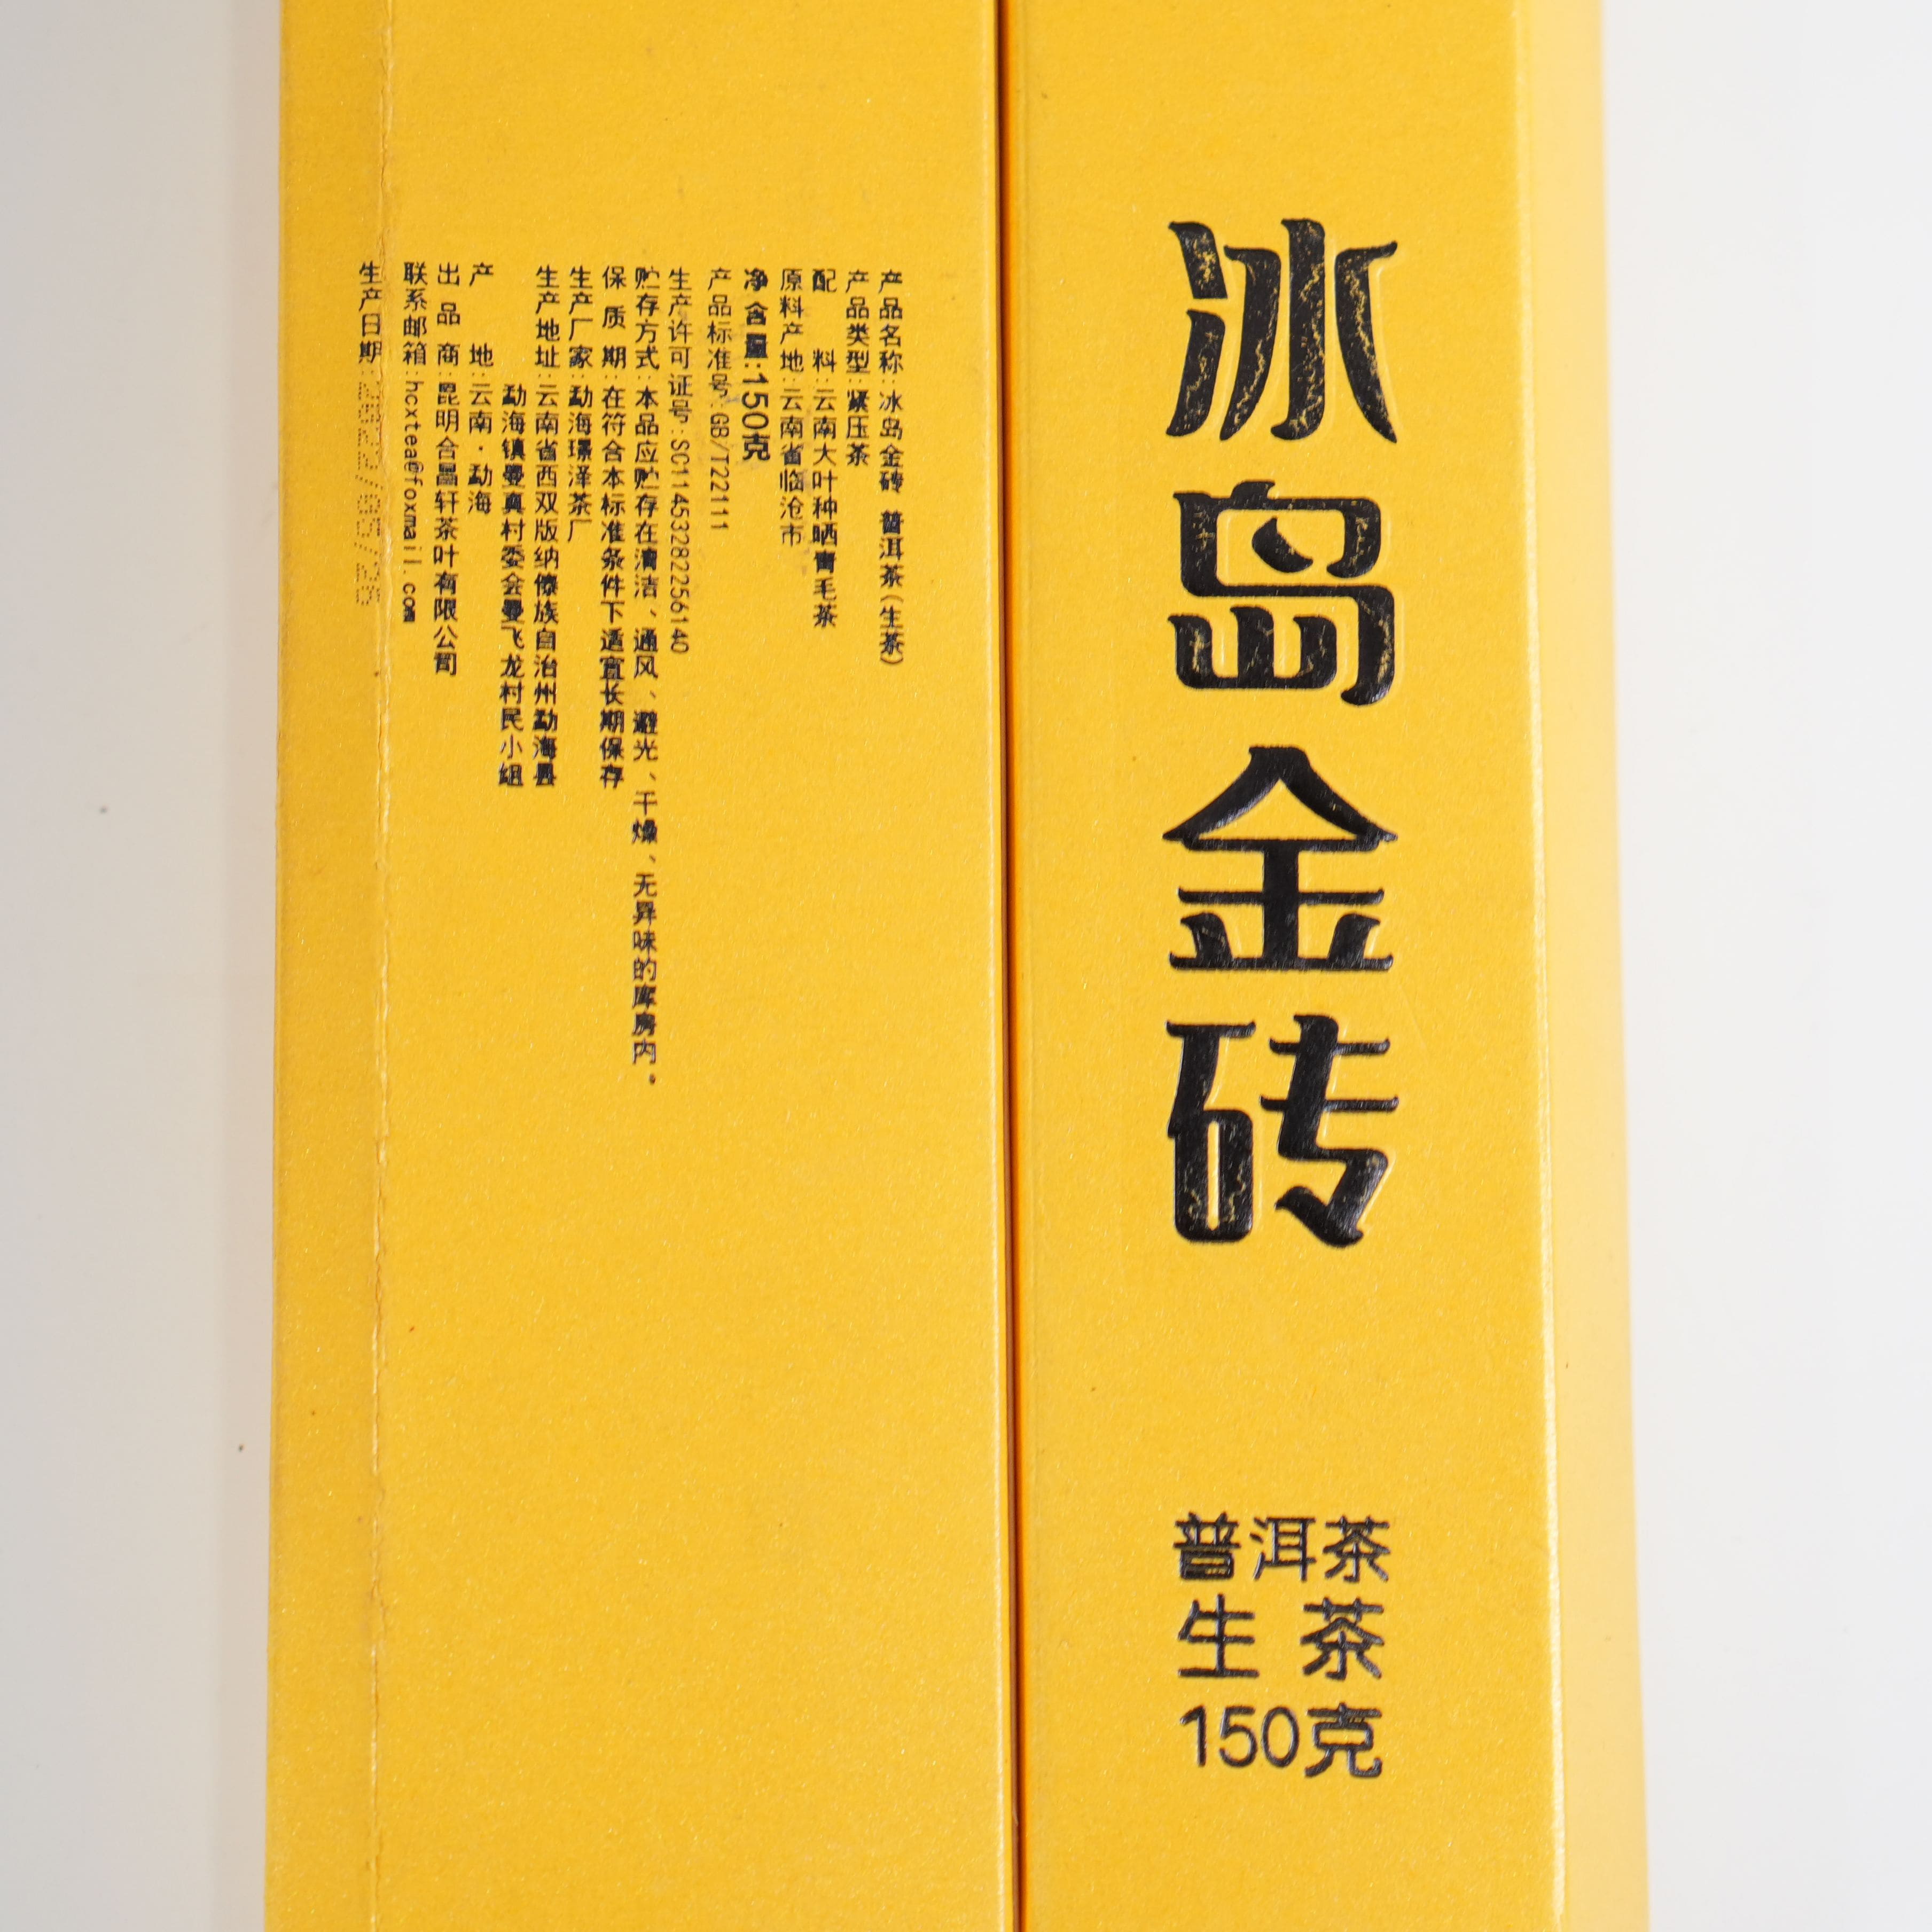 冰岛金砖
普洱茶
生茶
150克
产品名称:冰岛金砖 普洱茶(生茶)
产品类型:紧压茶
配料:云南大叶种晒青毛茶
原料产地:云南省临沧市
净含量:150克
产品标准号:GB/T22111
生产许可证号:SC11453282256140
贮存方式:本品应贮存在清洁、通风、避光、干燥、无异味的库房内。
保质期:在符合本标准条件下适宜长期保存
生产厂家:勐海璟泽茶厂
生产地址:云南省西双版纳傣族自治州勐海县
勐海镇曼真村委会曼飞龙村民小组
产地:云南·勐海
出品商:昆明合昌轩茶叶有限公司
联系邮箱:hcxtea@foxmail.com
生产日期: